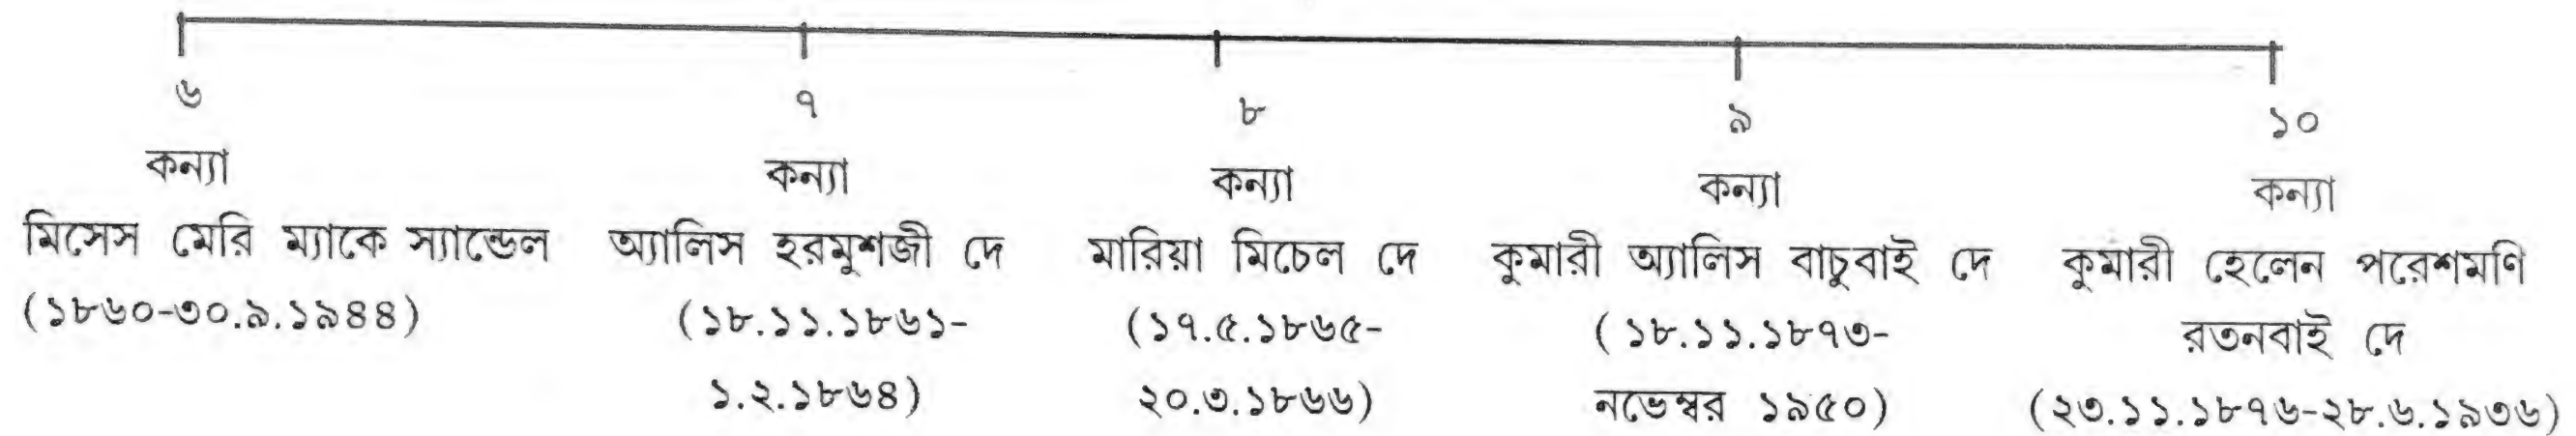 ৬ ৭ ৮ ৯ ১০
কন্যা কন্যা কন্যা কন্যা কন্যা
মিসেস মেরি ম্যাকে স্যান্ডেল অ্যালিস হরমুশজী দে মারিয়া মিচেল দে কুমারী অ্যালিস বাচুবাই দে কুমারী হেলেন পরেশমণি
(১৮৬০-৩০.৯.১৯৪৪) (১৮.১১.১৮৬১- (১৭.৫.১৮৬৫- (১৮.১১.১৮৭৩- রতনবাই দে
১.২.১৮৬৪) ২০.৩.১৮৬৬) নভেম্বর ১৯৫০) (২৩.১১.১৮৭৬-২৮.৬.১৯৩৬)